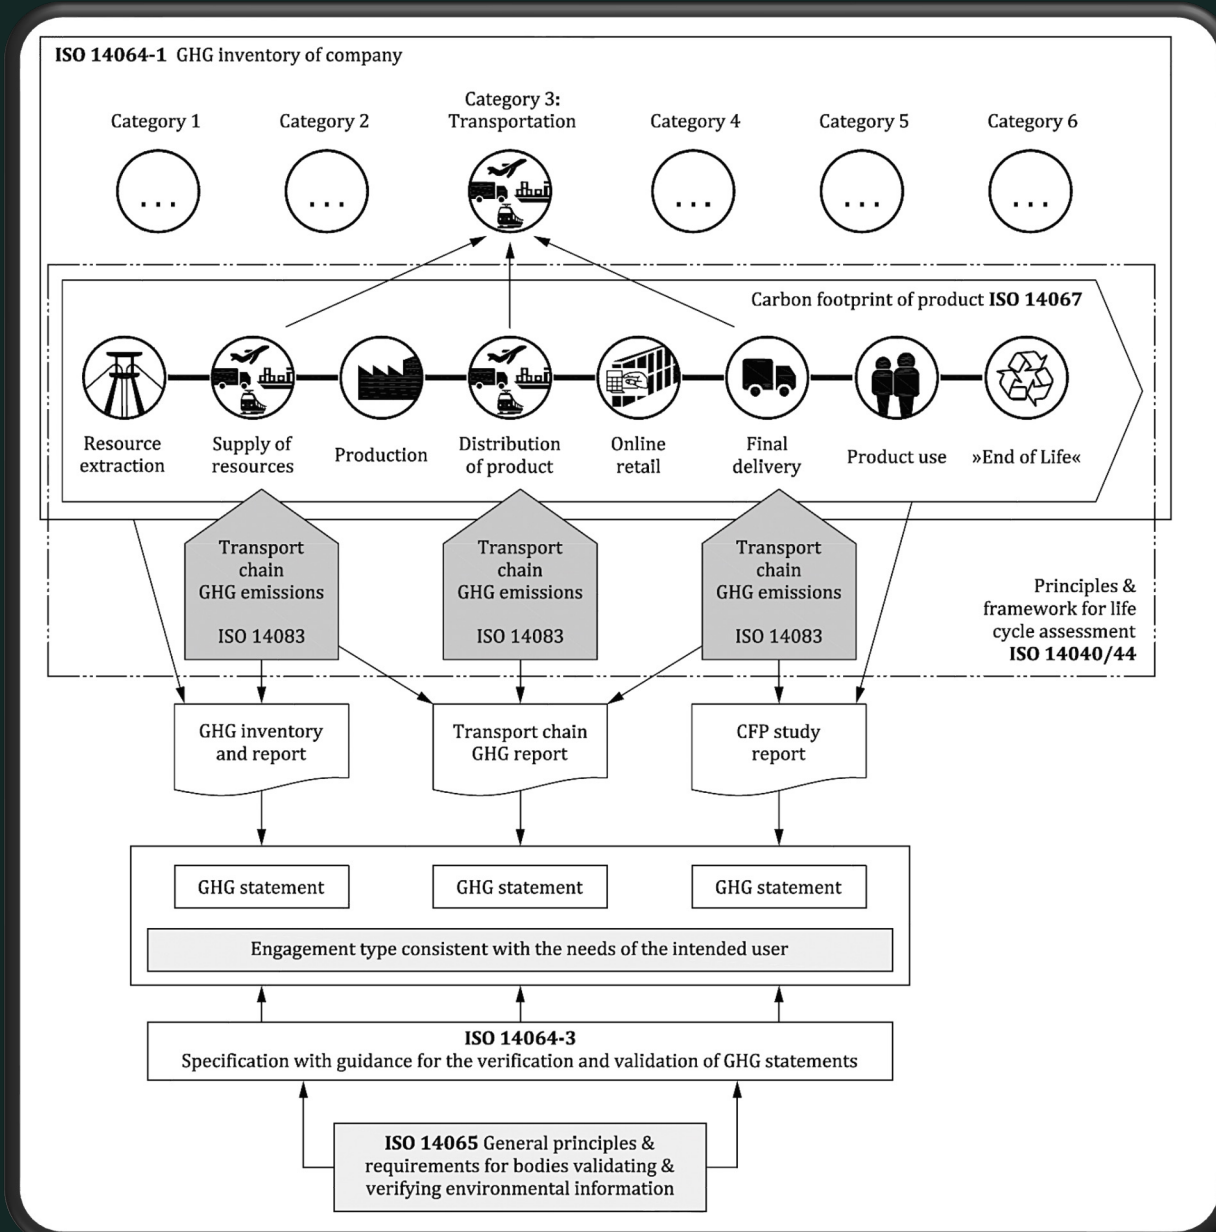 ISO 14064-1 GHG inventory of company
Category 1
Category 2
Category 3:
Transportation
Category 4
Category 5
Category 6
...
...
...
...
...
Carbon footprint of product ISO 14067
Resource
extraction
Supply of
resources
Production
Distribution
of product
Online
retail
Final
delivery
Product use
»End of Life«
Transport
chain
GHG emissions
ISO 14083
Transport
chain
GHG emissions
ISO 14083
Transport
chain
GHG emissions
ISO 14083
Principles &
framework for life
cycle assessment
ISO 14040/44
GHG inventory
and report
Transport chain
GHG report
CFP study
report
GHG statement
GHG statement
GHG statement
Engagement type consistent with the needs of the intended user
ISO 14064-3
Specification with guidance for the verification and validation of GHG statements
ISO 14065 General principles &
requirements for bodies validating &
verifying environmental information